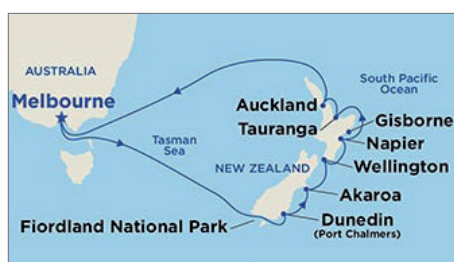 AUSTRALIA
Melbourne
Tasman
Sea
NEW ZEALAND
South Pacific
Ocean
Auckland
Tauranga
Gisborne
Napier
Wellington
Akaroa
Dunedin
(Port Chalmers)
Fiordland National Park